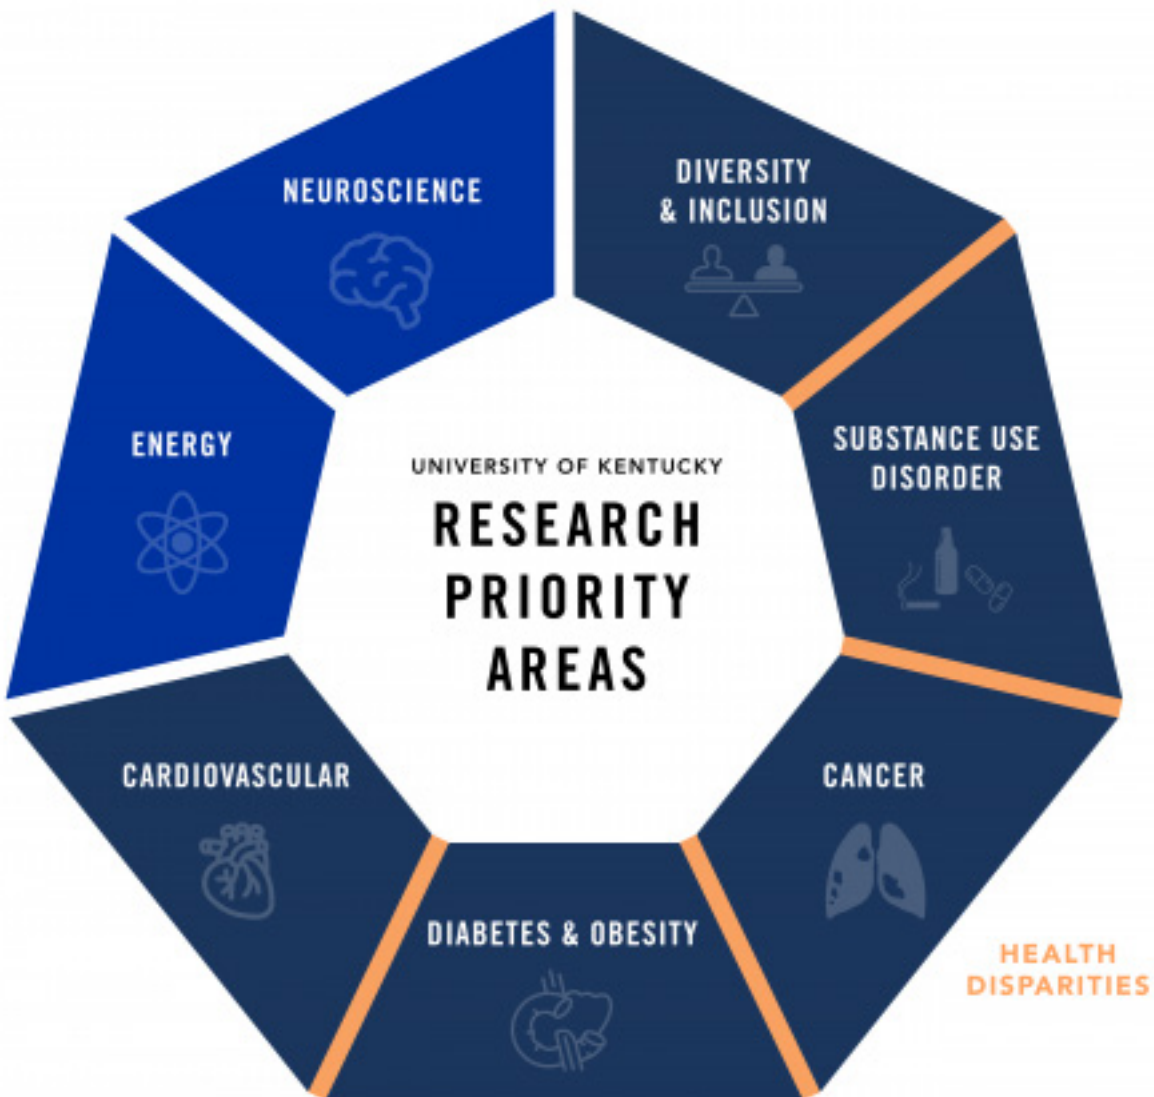 NEUROSCIENCE
DIVERSITY
& INCLUSION
ENERGY
SUBSTANCE USE
DISORDER
UNIVERSITY OF KENTUCKY
RESEARCH
PRIORITY
AREAS
CARDIOVASCULAR
CANCER
DIABETES & OBESITY
HEALTH
DISPARITIES